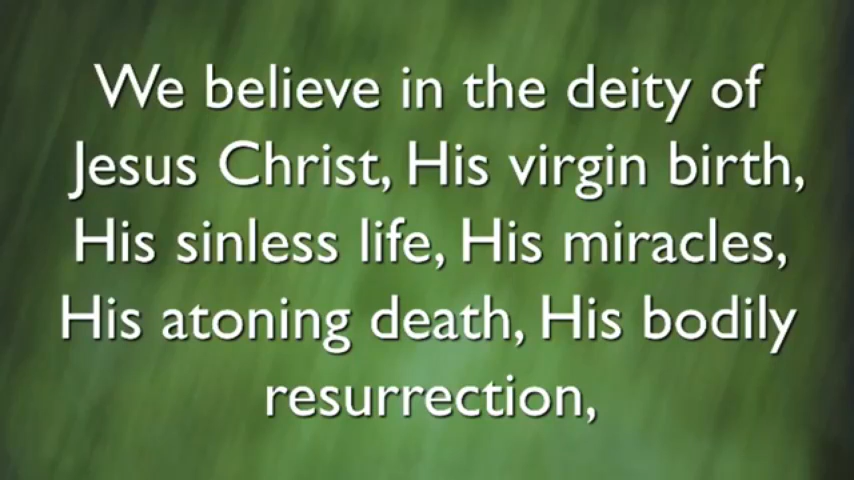 We believe in the deity of
Jesus Christ, His virgin birth,
His sinless life, His miracles,
His atoning death, His bodily
resurrection,